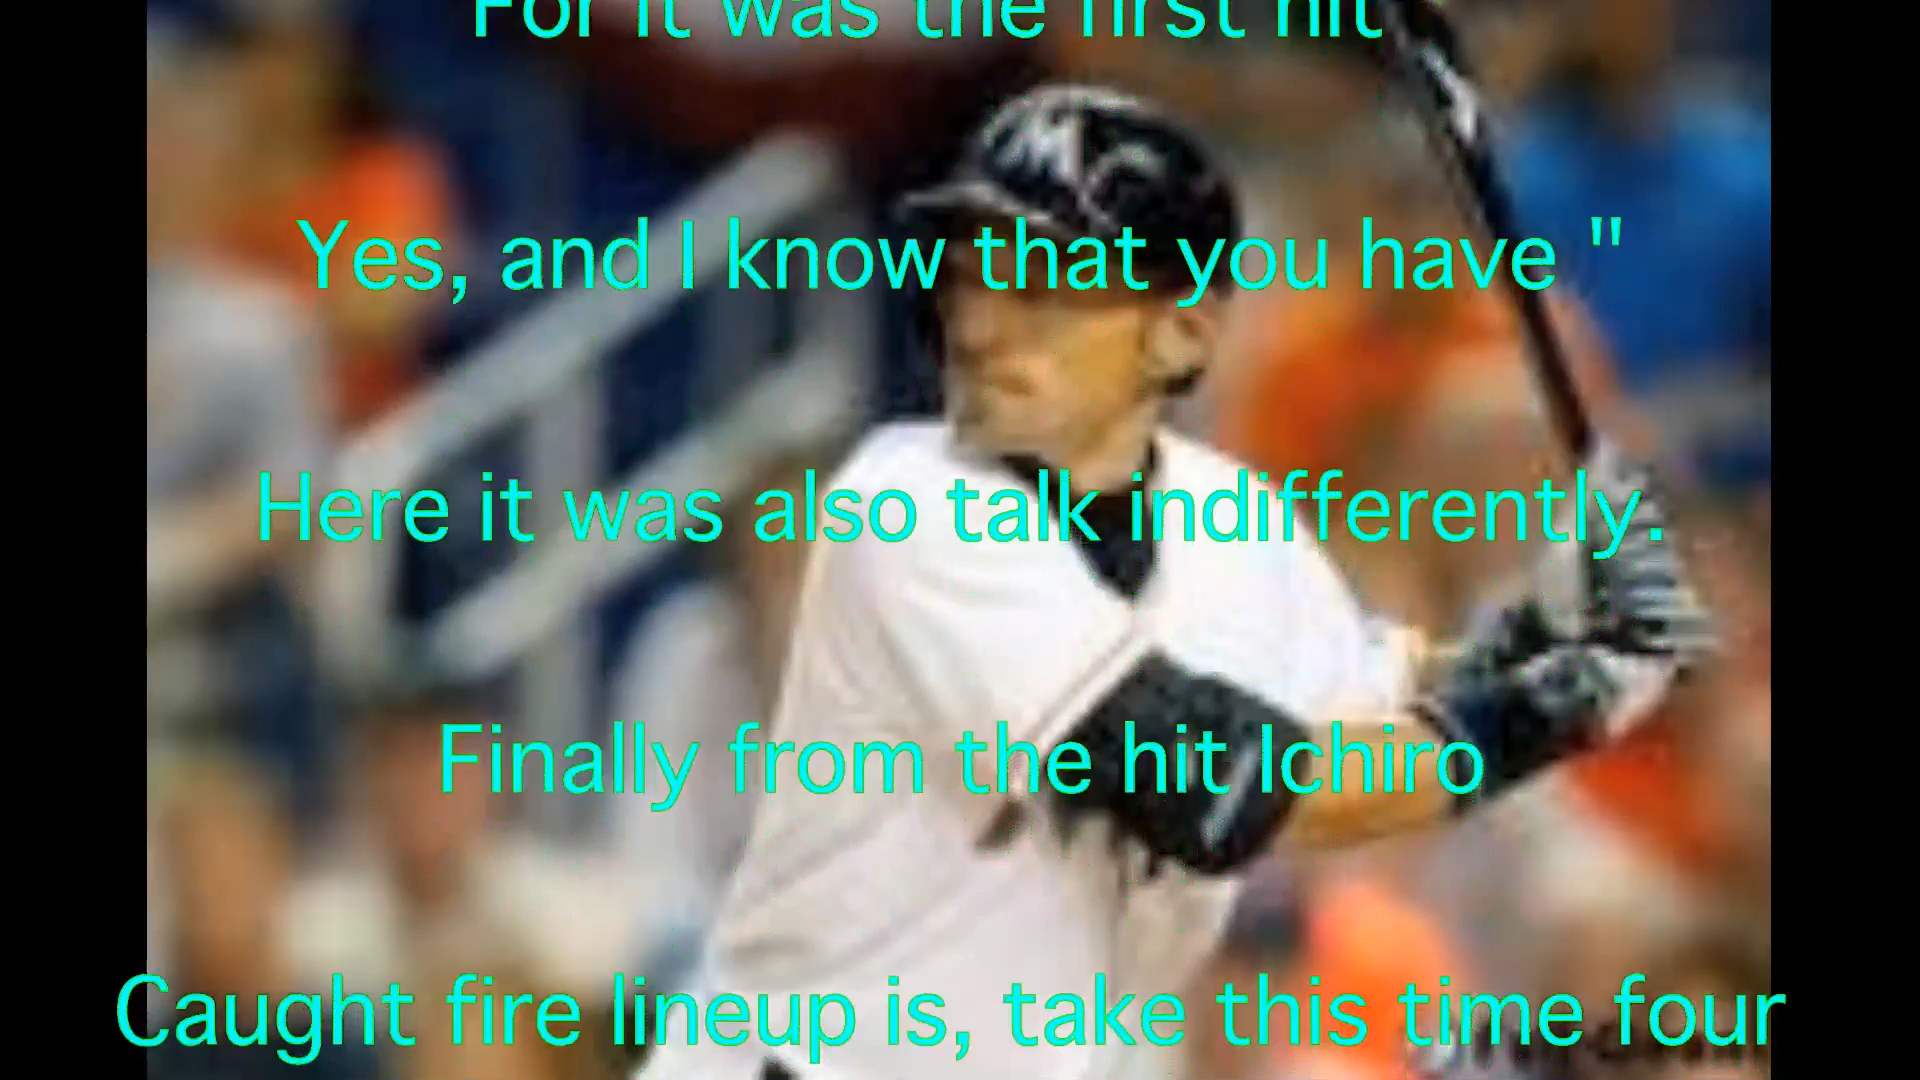 For it was the first hit
Yes, and I know that you have "
Here it was also talk indifferently.
Finally from the hit Ichiro
Caught fire lineup is, take this time four